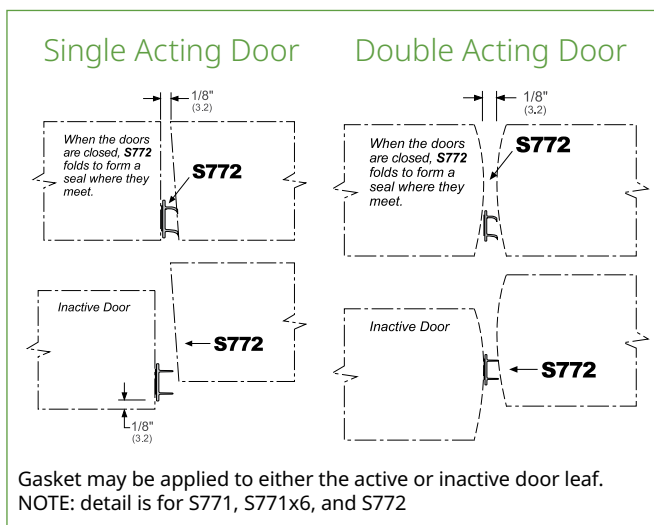 Single Acting Door
Double Acting Door
1/8"
(3.2)
When the doors
are closed, S772
folds to form a
seal where they
meet.
S772
1/8"
(3.2)
When the doors
are closed, S772
folds to form a
seal where they
meet.
S772
Inactive Door
S772
1/8"
(3.2)
Inactive Door
S772
Gasket may be applied to either the active or inactive door leaf.
NOTE: detail is for S771, S771x6, and S772